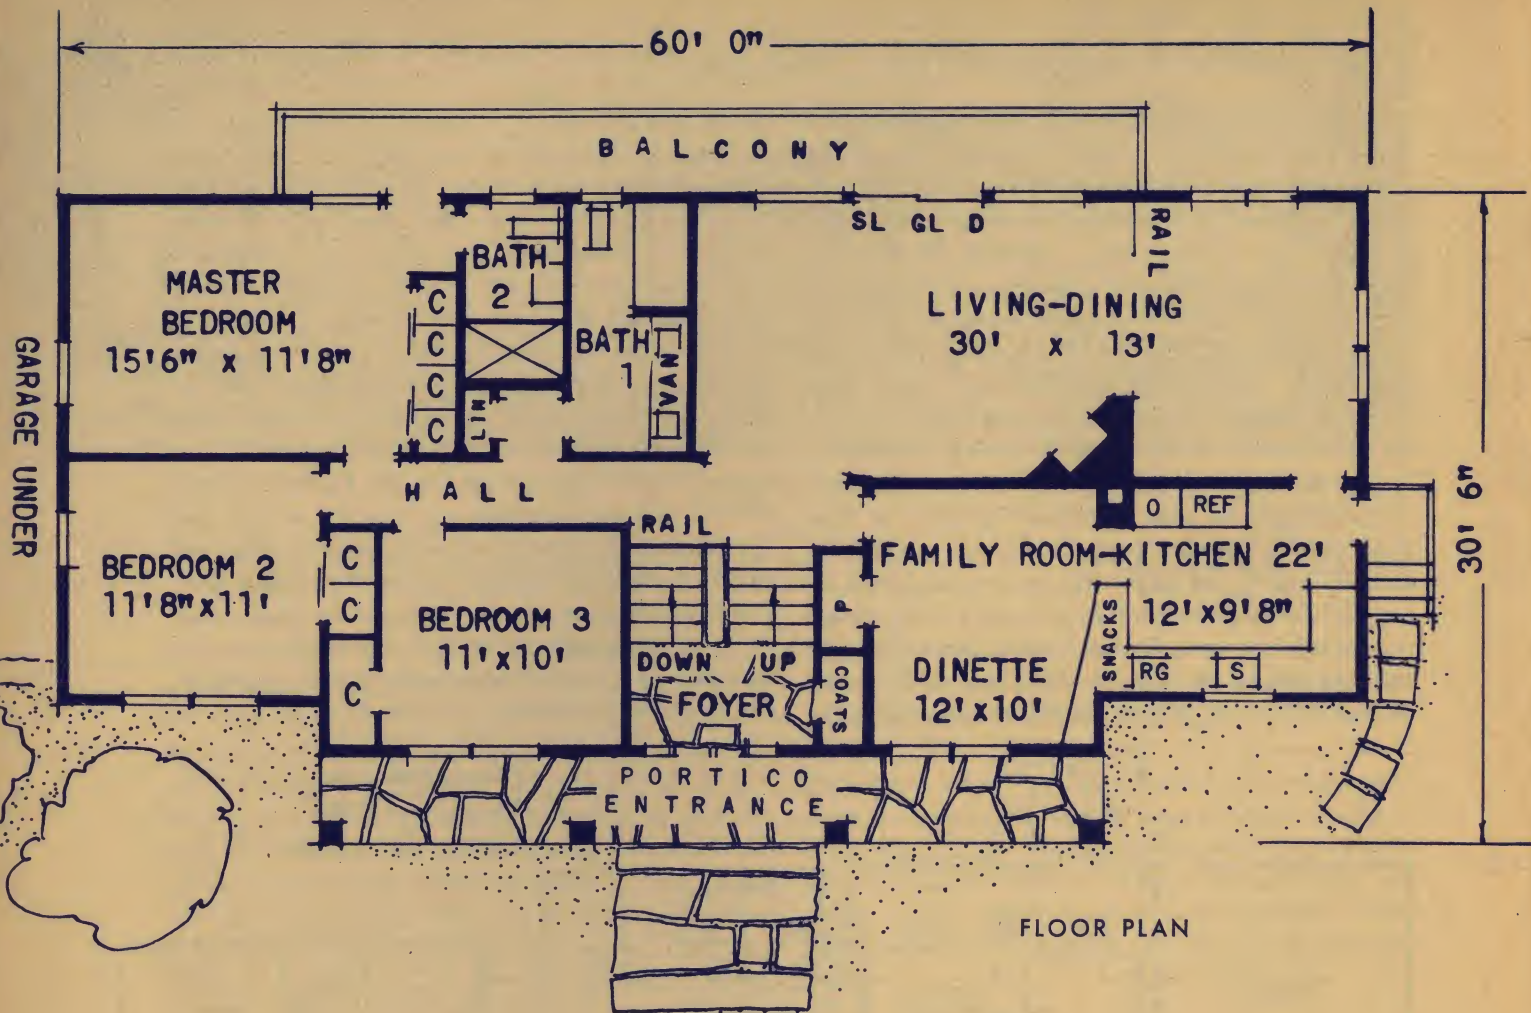 60' 0"
BALCONY
SL GL D
RAIL
MASTER
BEDROOM
15'6" x 11'8"
C
C
C
C
BATH
2
BATH
1
VAN
LIN
LIVING-DINING
30' x 13'
GARAGE UNDER
30' 6"
HALL
RAIL
O
REF
BEDROOM 2
11'8"x11'
C
C
C
BEDROOM 3
11'x10'
DOWN
UP
FOYER
P
COATS
FAMILY ROOM-KITCHEN 22'
12'x9'8"
DINETTE
12'x10'
SNACKS
RG
S
PORTICO
ENTRANCE
FLOOR PLAN